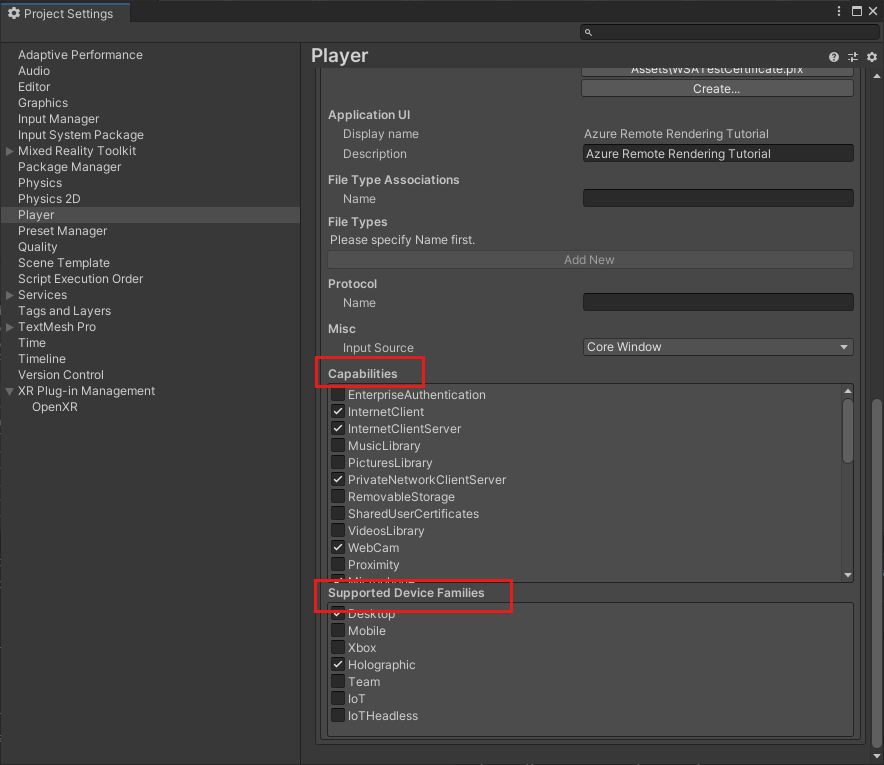 Project Settings
Adaptive Performance
Audio
Editor
Graphics
Input Manager
Input System Package
Mixed Reality Toolkit
Package Manager
Physics
Physics 2D
Player
Preset Manager
Quality
Scene Template
Script Execution Order
Services
Tags and Layers
TextMesh Pro
Time
Timeline
Version Control
XR Plug-in Management
OpenXR
Player
Assets\WSATestCertificate.pfx
Create...
Application UI
Display name Azure Remote Rendering Tutorial
Description Azure Remote Rendering Tutorial
File Type Associations
Name
File Types
Please specify Name first.
Add New
Protocol
Name
Misc
Input Source Core Window
Capabilities
EnterpriseAuthentication
InternetClient
InternetClientServer
MusicLibrary
PicturesLibrary
PrivateNetworkClientServer
RemovableStorage
SharedUserCertificates
VideosLibrary
WebCam
Proximity
Microphone
Supported Device Families
Desktop
Mobile
Xbox
Holographic
Team
IoT
IoTHeadless